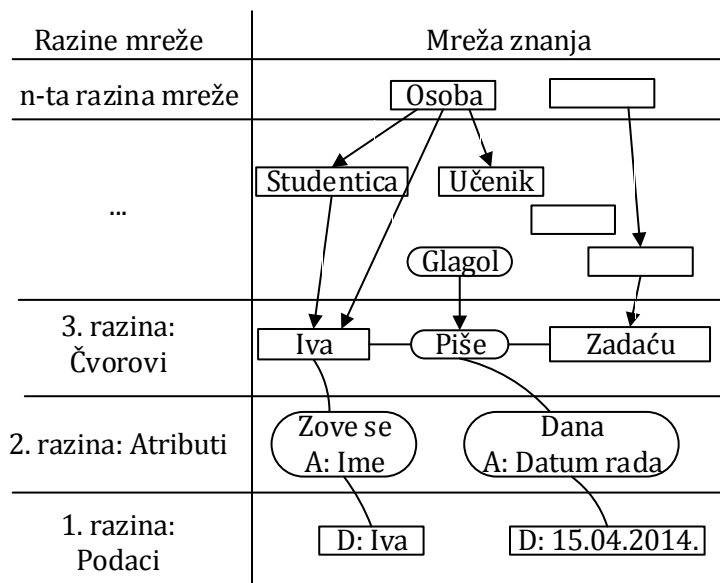 Razine mreže
Mreža znanja
n-ta razina mreže
Osoba
...
Studentica
Učenik
Glagol
3. razina:
Čvorovi
Iva
Piše
Zadaću
2. razina: Atributi
Zove se
A: Ime
Dana
A: Datum rada
1. razina:
Podaci
D: Iva
D: 15.04.2014.